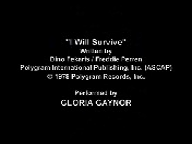 "I Will Survive"
Written by
Dino Fekaris / Freddie Perren
Polygram International Publishing, Inc. (ASCAP)
© 1978 Polygram Records, Inc.
Performed by
GLORIA GAYNOR